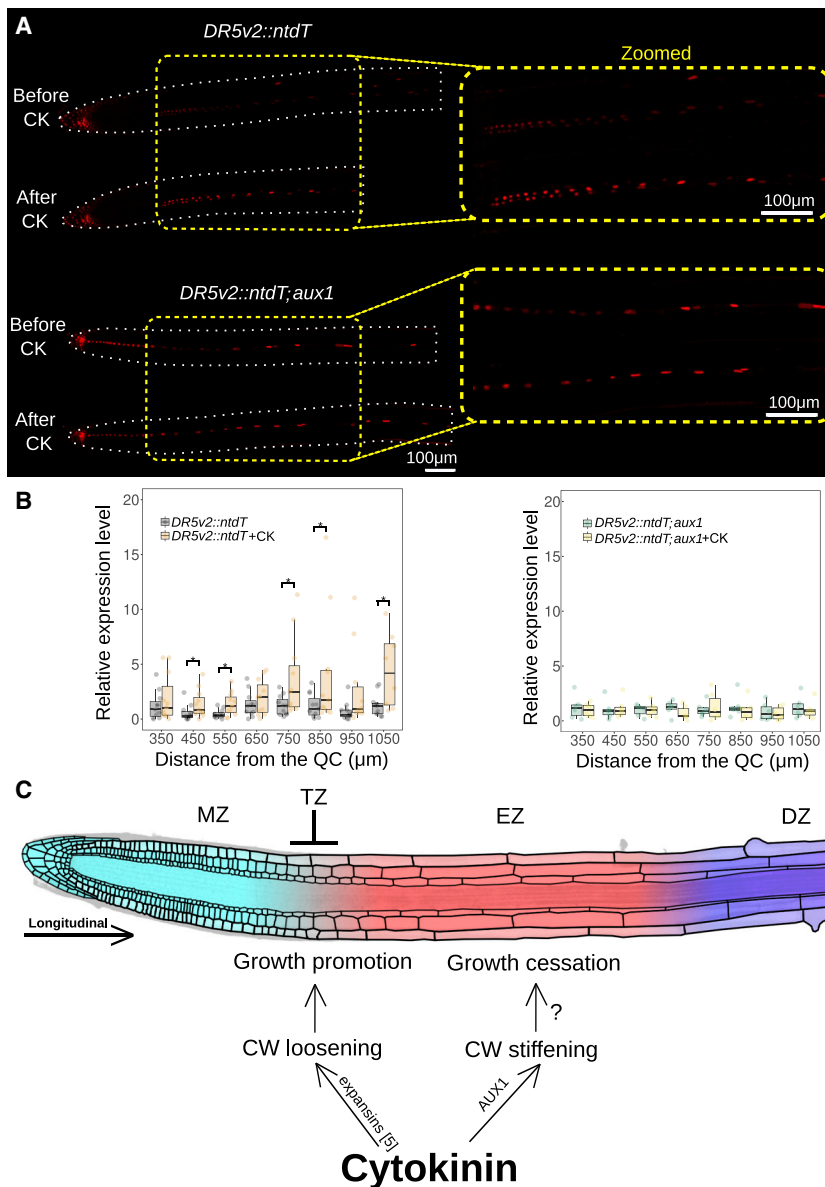 A
DR5v2::ntdT
Zoomed
Before
CK
After
CK
100µm
DR5v2::ntdT;aux1
Before
CK
After
CK
100µm
100µm
B
Relative expression level
20
15
10
5
0
DR5v2::ntdT
DR5v2::ntdT+CK
* * * * *
350 450 550 650 750 850 950 1050
Distance from the QC (µm)
Relative expression level
20
15
10
5
0
DR5v2::ntdT;aux1
DR5v2::ntdT;aux1+CK
350 450 550 650 750 850 950 1050
Distance from the QC (µm)
C
MZ
TZ
EZ
DZ
Longitudinal
Growth promotion
Growth cessation
?
CW loosening
CW stiffening
expansins [5]
AUX1
Cytokinin